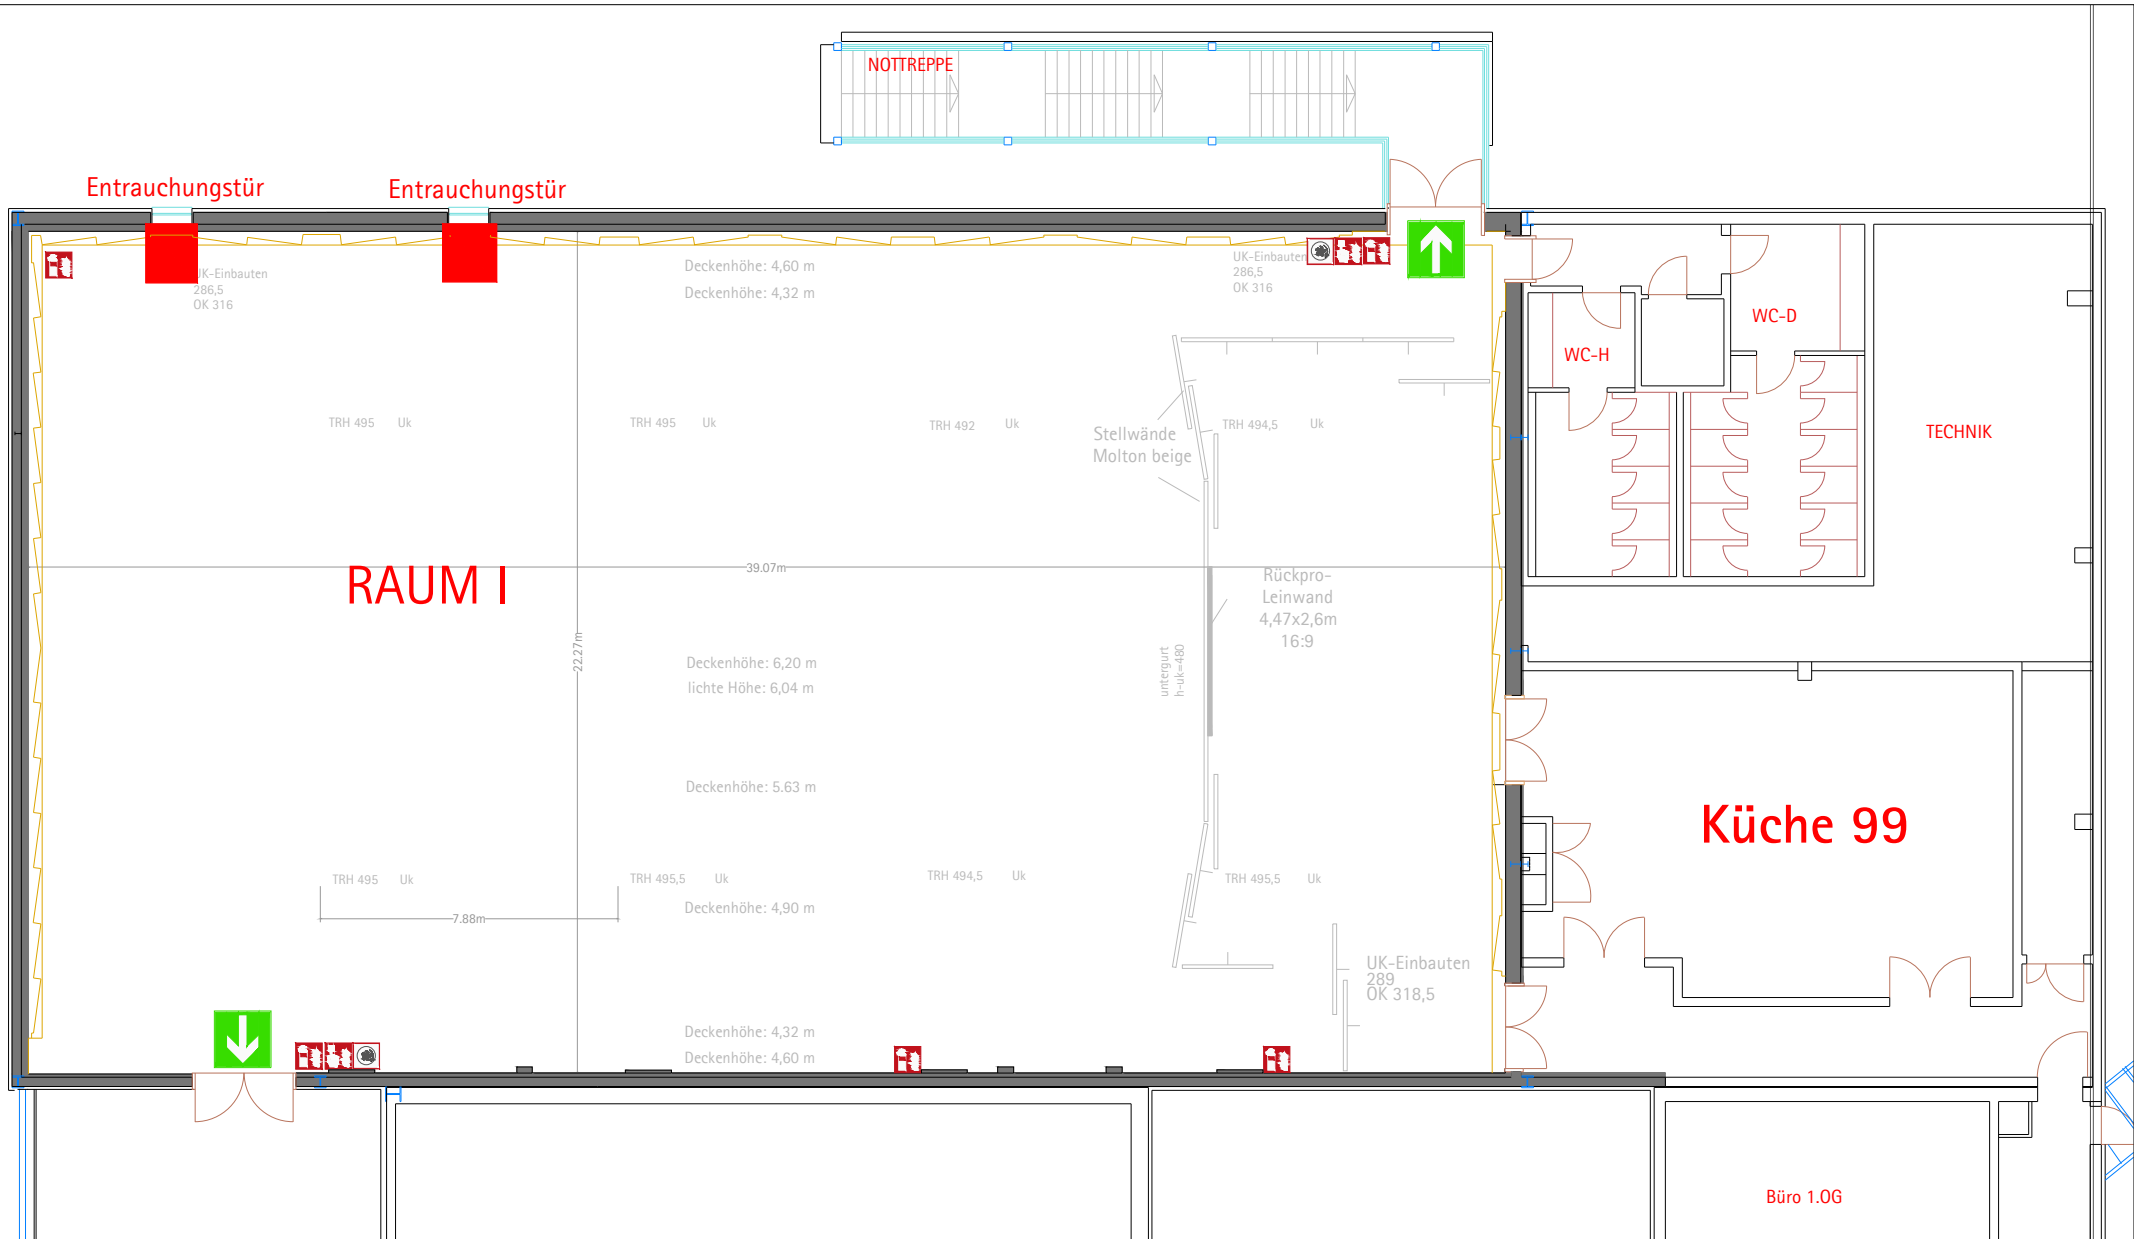 NOTTREPPE
Entrauchungstür
Entrauchungstür
UK-Einbauten
286,5
OK 316
Deckenhöhe: 4,60 m
Deckenhöhe: 4,32 m
UK-Einbauten
286,5
OK 316
WC-D
WC-H
TECHNIK
TRH 495 Uk
TRH 495 Uk
TRH 492 Uk
TRH 494,5 Uk
Stellwände
Molton beige
RAUM I
39.07m
22.27m
Rückpro-
Leinwand
4,47x2,6m
16:9
untergurt
h-uk=480
Deckenhöhe: 6,20 m
lichte Höhe: 6,04 m
Deckenhöhe: 5.63 m
Küche 99
TRH 495 Uk
TRH 495,5 Uk
TRH 494,5 Uk
TRH 495,5 Uk
7.88m
Deckenhöhe: 4,90 m
UK-Einbauten
289
OK 318,5
Deckenhöhe: 4,32 m
Deckenhöhe: 4,60 m
Büro 1.OG